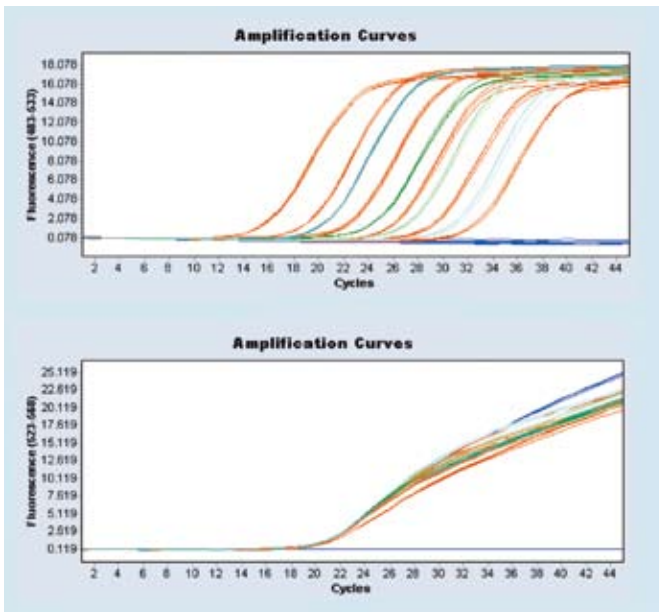 Amplification Curves
18.078
16.078
14.078
12.078
10.078
8.078
6.078
4.078
2.078
0.078
Fluorescence (483-533)
2 4 6 8 10 12 14 16 18 20 22 24 26 28 30 32 34 36 38 40 42 44
Cycles
Amplification Curves
25.119
22.619
20.119
17.619
15.119
12.619
10.119
7.619
5.119
2.619
0.119
Fluorescence (523-568)
2 4 6 8 10 12 14 16 18 20 22 24 26 28 30 32 34 36 38 40 42 44
Cycles